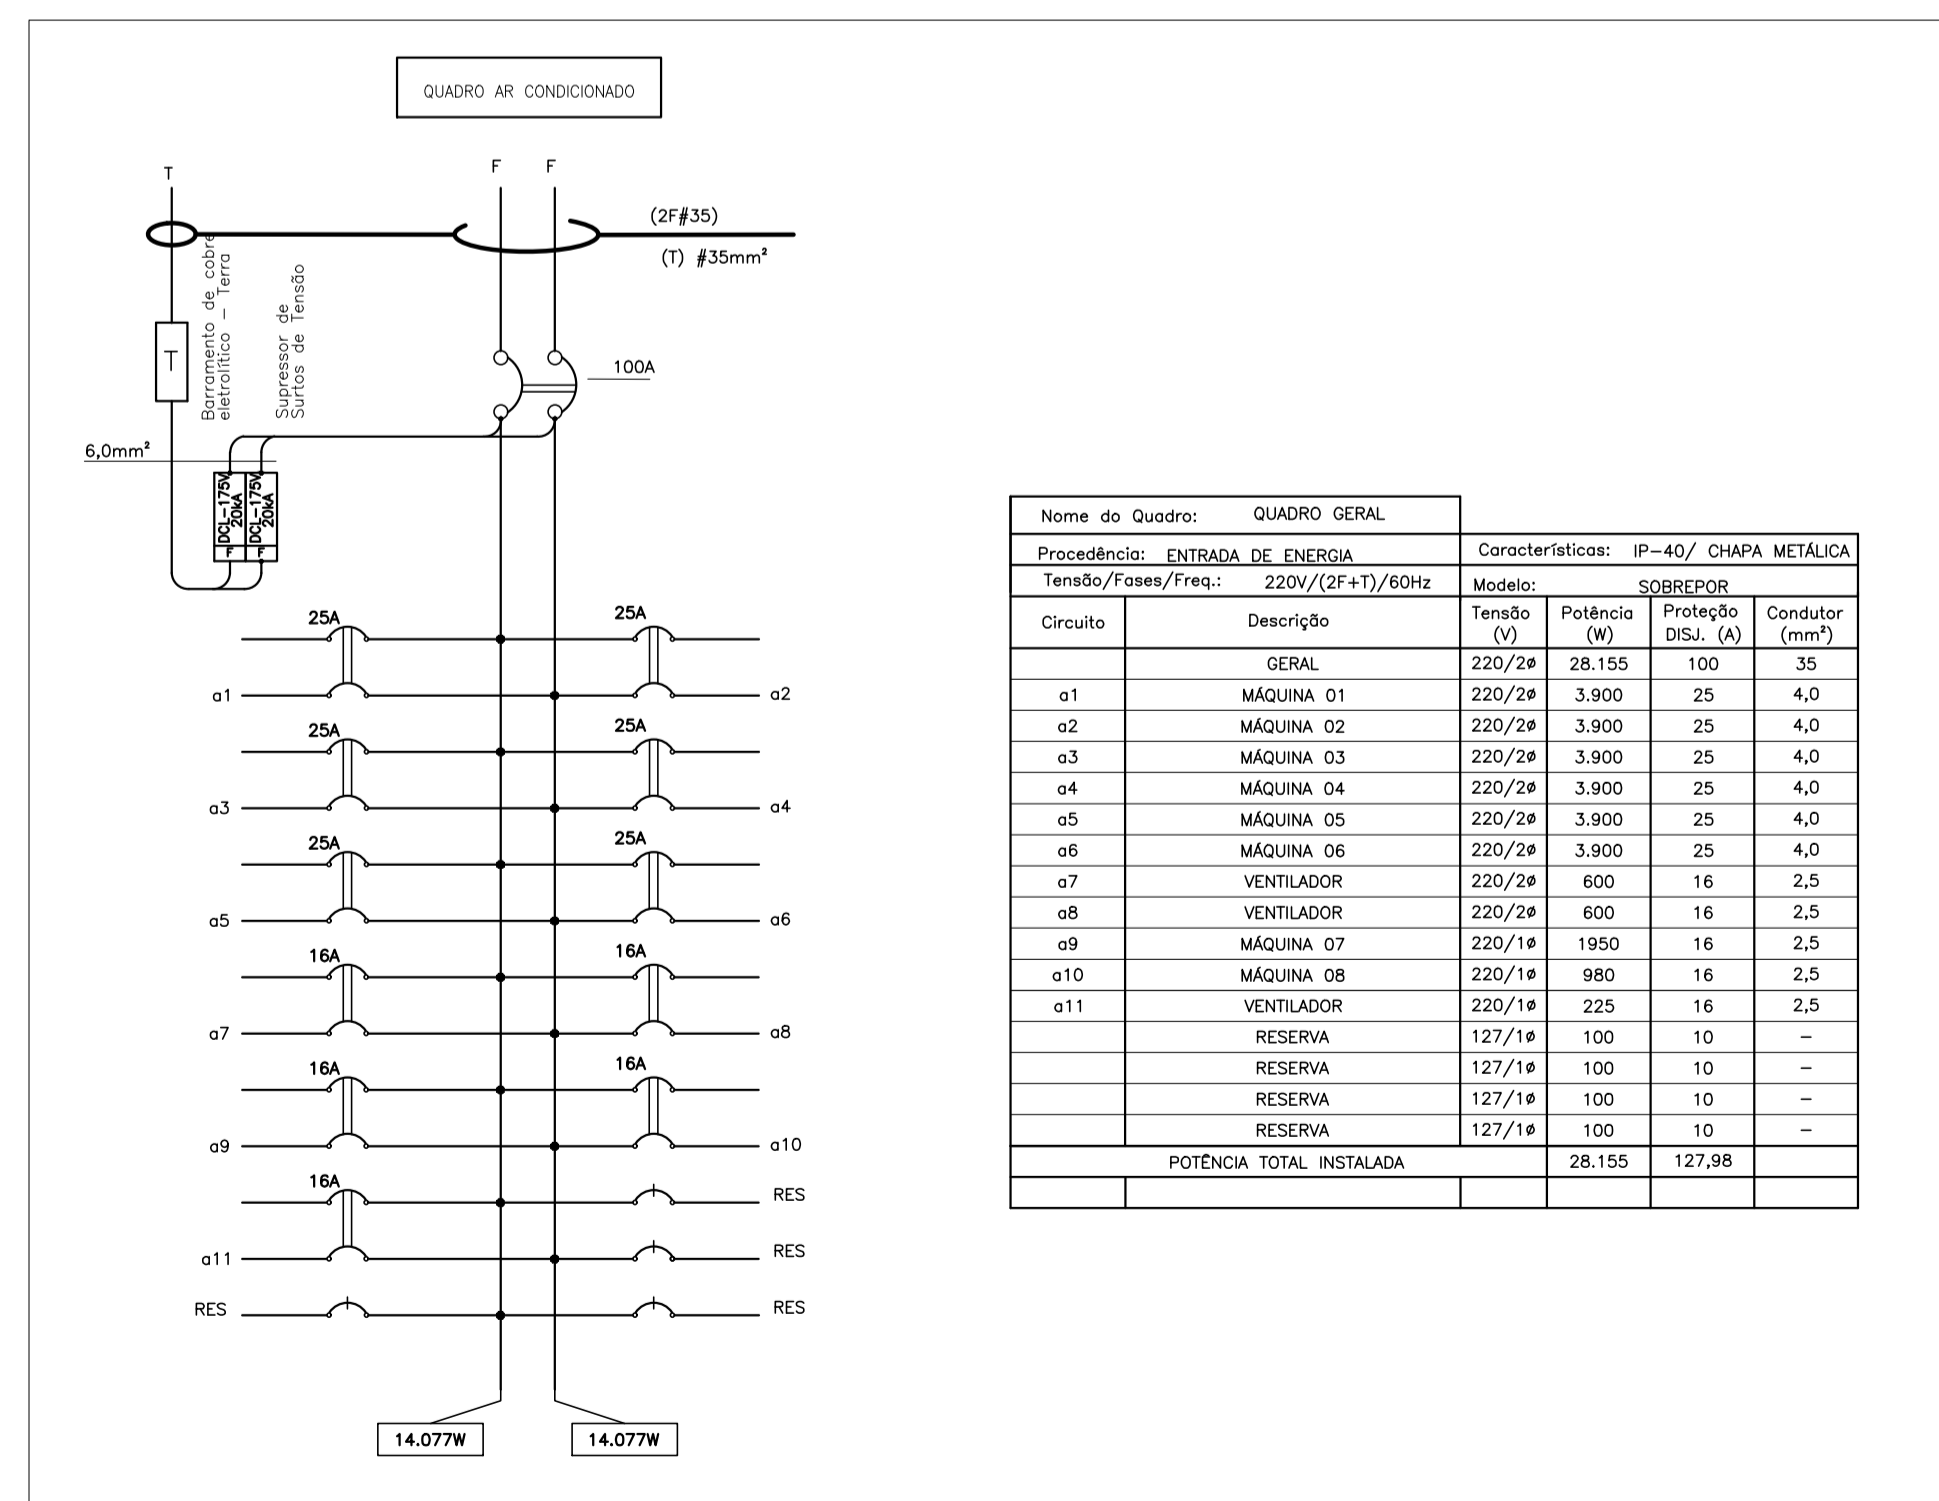 QUADRO AR CONDICIONADO
T
F F
(2F#35)
(T) #35mm²
Barramento de cobre
eletrolítico – Terra
Supressor de
Surtos de Tensão
T
100A
6,0mm²
DCL-175V
20kA
F
DCL-175V
20kA
F
25A 25A
a1 a2
25A 25A
a3 a4
25A 25A
a5 a6
16A 16A
a7 a8
16A 16A
a9 a10
16A RES
a11 RES
RES RES
14.077W 14.077W
Nome do Quadro: QUADRO GERAL
Procedência: ENTRADA DE ENERGIA Características: IP-40/ CHAPA METÁLICA
Tensão/Fases/Freq.: 220V/(2F+T)/60Hz Modelo: SOBREPOR
Circuito Descrição Tensão (V) Potência (W) Proteção DISJ. (A) Condutor (mm²)
GERAL 220/2ø 28.155 100 35
a1 MÁQUINA 01 220/2ø 3.900 25 4,0
a2 MÁQUINA 02 220/2ø 3.900 25 4,0
a3 MÁQUINA 03 220/2ø 3.900 25 4,0
a4 MÁQUINA 04 220/2ø 3.900 25 4,0
a5 MÁQUINA 05 220/2ø 3.900 25 4,0
a6 MÁQUINA 06 220/2ø 3.900 25 4,0
a7 VENTILADOR 220/2ø 600 16 2,5
a8 VENTILADOR 220/2ø 600 16 2,5
a9 MÁQUINA 07 220/1ø 1950 16 2,5
a10 MÁQUINA 08 220/1ø 980 16 2,5
a11 VENTILADOR 220/1ø 225 16 2,5
RESERVA 127/1ø 100 10 –
RESERVA 127/1ø 100 10 –
RESERVA 127/1ø 100 10 –
RESERVA 127/1ø 100 10 –
POTÊNCIA TOTAL INSTALADA 28.155 127,98